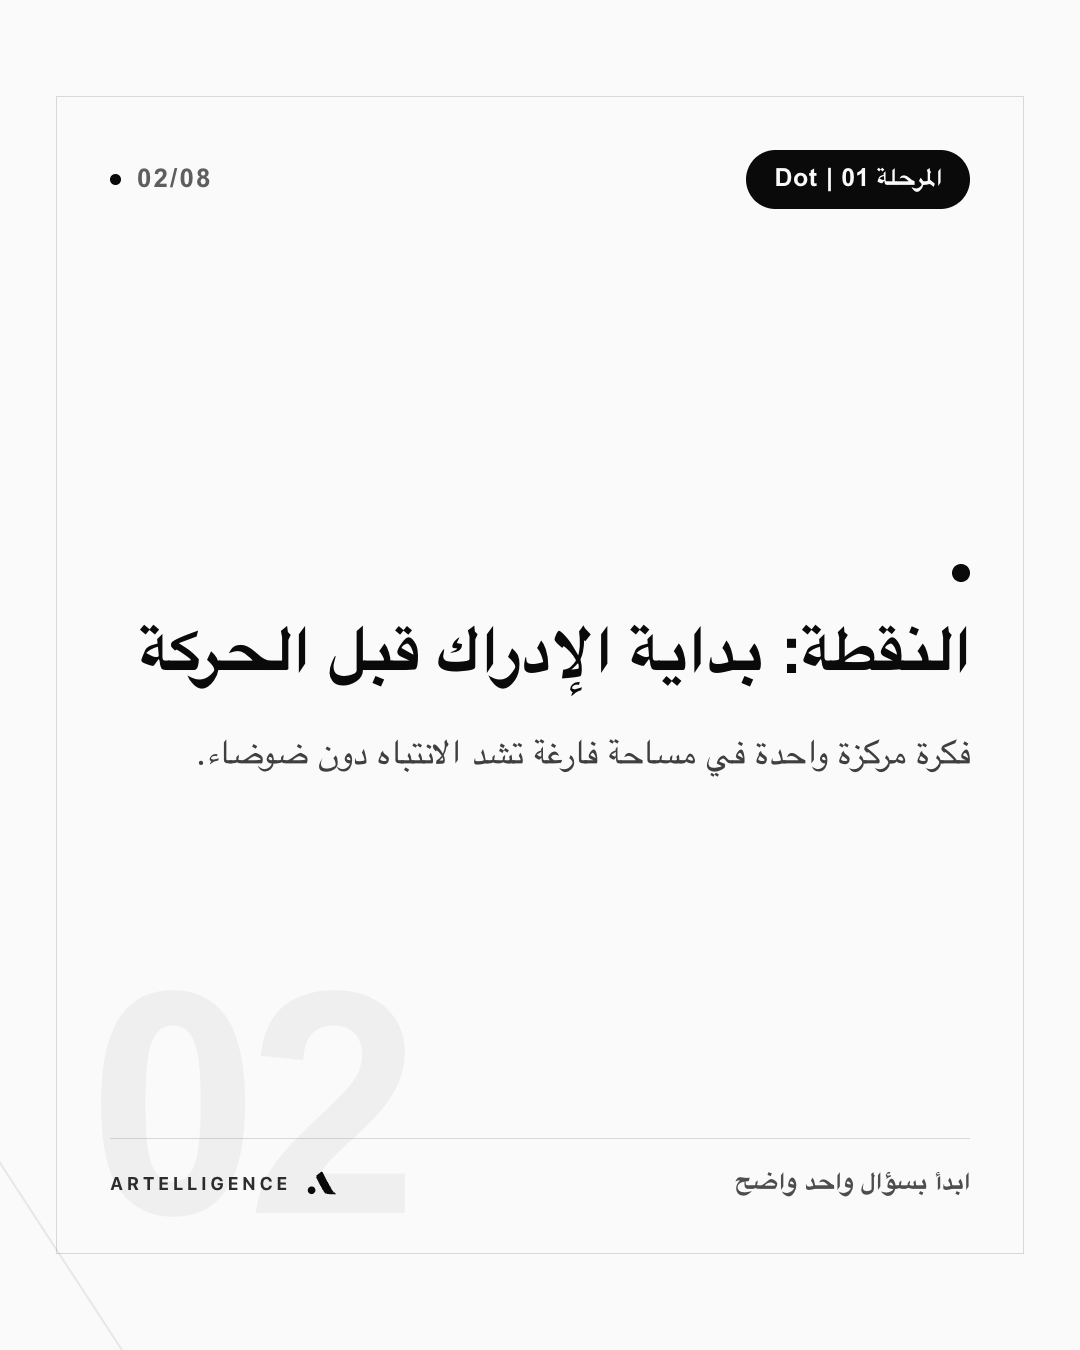 المرحلة 01 | Dot
02/08
النقطة: بداية الإدراك قبل الحركة
فكرة مركزة واحدة في مساحة فارغة تشد الانتباه دون ضوضاء.
02
ابدأ بسؤال واحد واضح
ARTELLIGENCE